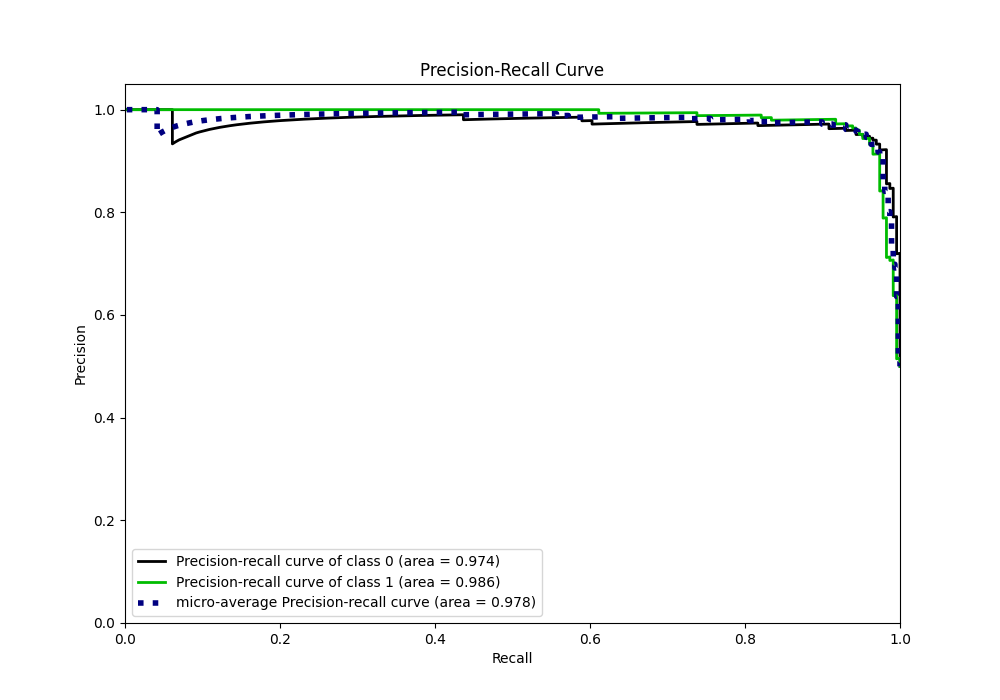 Precision-Recall Curve
1.0
0.8
0.6
0.4
0.2
0.0
Precision
Precision-recall curve of class 0 (area = 0.974)
Precision-recall curve of class 1 (area = 0.986)
micro-average Precision-recall curve (area = 0.978)
0.0 0.2 0.4 0.6 0.8 1.0
Recall